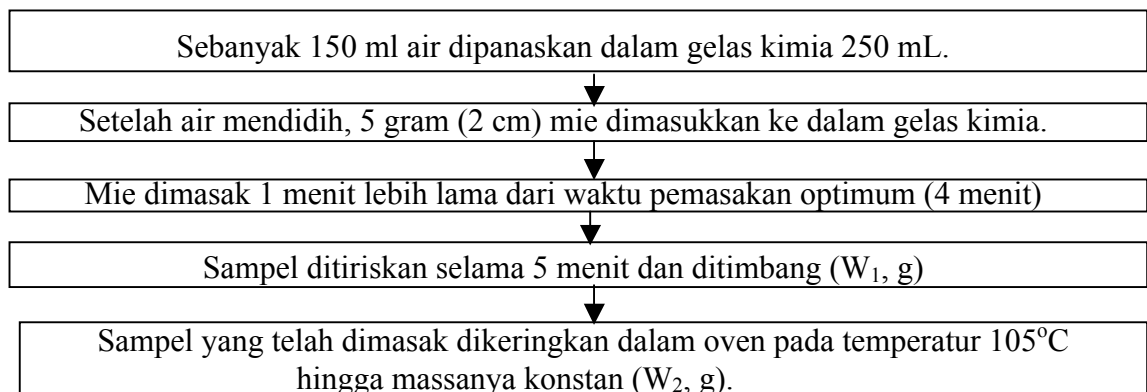 Sebanyak 150 ml air dipanaskan dalam gelas kimia 250 mL.
Setelah air mendidih, 5 gram (2 cm) mie dimasukkan ke dalam gelas kimia.
Mie dimasak 1 menit lebih lama dari waktu pemasakan optimum (4 menit)
Sampel ditiriskan selama 5 menit dan ditimbang (W₁, g)
Sampel yang telah dimasak dikeringkan dalam oven pada temperatur 105ᵒC
hingga massanya konstan (W₂, g).